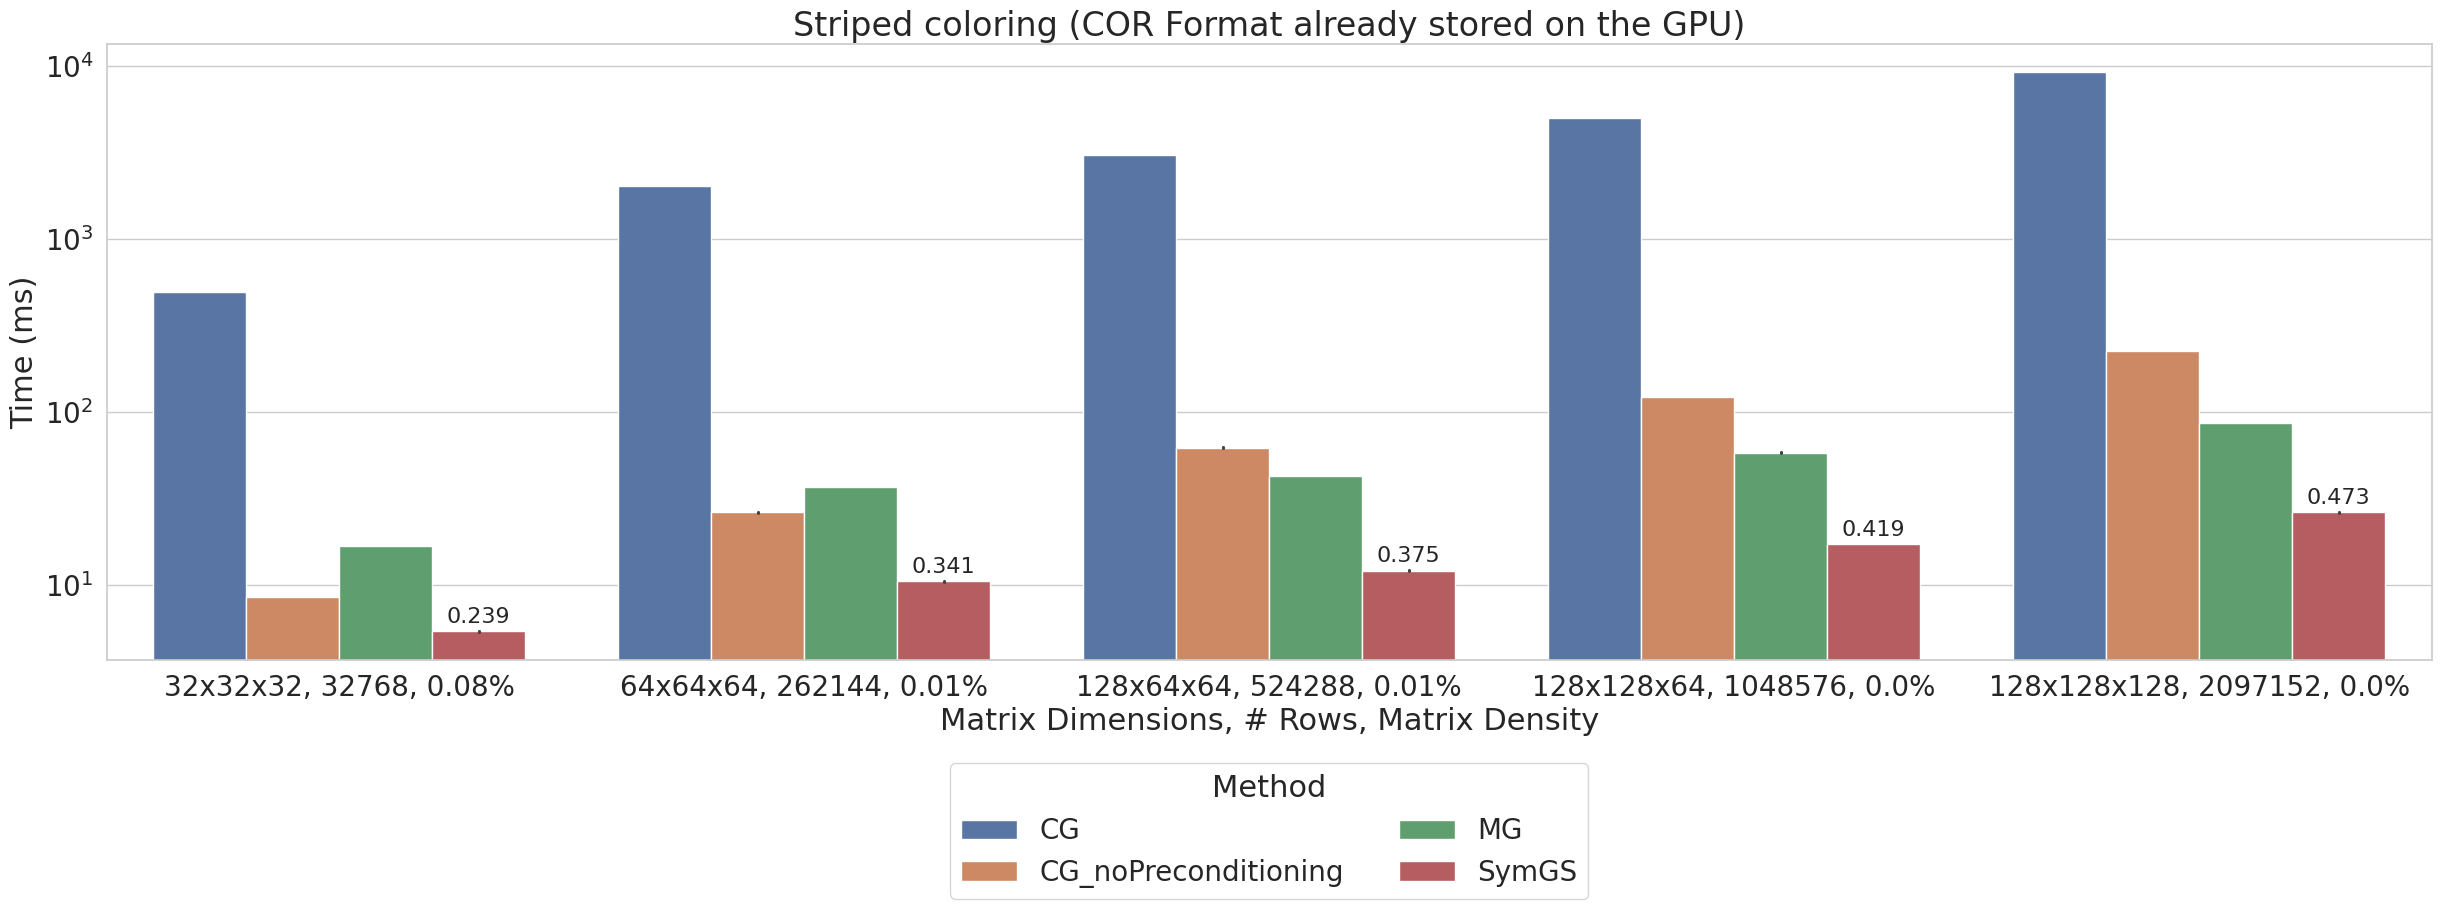 Striped coloring (COR Format already stored on the GPU)
Time (ms)
10^4
10^3
10^2
10^1
0.239
0.341
0.375
0.419
0.473
32x32x32, 32768, 0.08%
64x64x64, 262144, 0.01%
128x64x64, 524288, 0.01%
128x128x64, 1048576, 0.0%
128x128x128, 2097152, 0.0%
Matrix Dimensions, # Rows, Matrix Density
Method
CG
CG_noPreconditioning
MG
SymGS